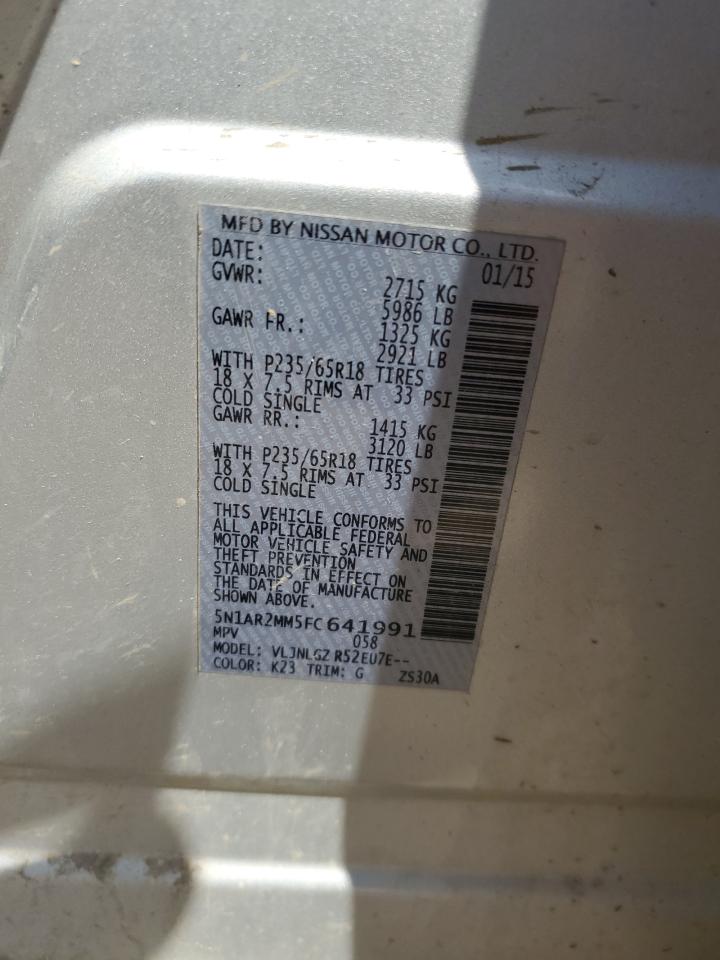 MFD BY NISSAN MOTOR CO., LTD.
DATE: 01/15
GVWR: 2715 KG
5986 LB
GAWR FR.: 1325 KG
2921 LB
WITH P235/65R18 TIRES
18 X 7.5 RIMS AT 33 PSI
COLD SINGLE
GAWR RR.: 1415 KG
3120 LB
WITH P235/65R18 TIRES
18 X 7.5 RIMS AT 33 PSI
COLD SINGLE
THIS VEHICLE CONFORMS TO
ALL APPLICABLE FEDERAL
MOTOR VEHICLE SAFETY AND
THEFT PREVENTION
STANDARDS IN EFFECT ON
THE DATE OF MANUFACTURE
SHOWN ABOVE.
5N1AR2MM5FC641991
MPV 058
MODEL: VLJNLGZ R52EU7E--
COLOR: K23 TRIM: G ZS30A